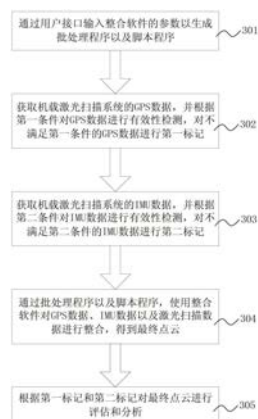 通过用户接口输入整合软件的参数以生成
批处理程序以及脚本程序
301
获取机载激光扫描系统的GPS数据，并根据
第一条件对GPS数据进行有效性检测，对不
满足第一条件的GPS数据进行第一标记
302
获取机载激光扫描系统的IMU数据，并根据
第二条件对IMU数据进行有效性检测，对不
满足第二条件的IMU数据进行第二标记
303
通过批处理程序以及脚本程序，使用整合
软件对GPS数据、IMU数据以及激光扫描数
据进行整合，得到最终点云
304
根据第一标记和第二标记对最终点云进行
评估和分析
305